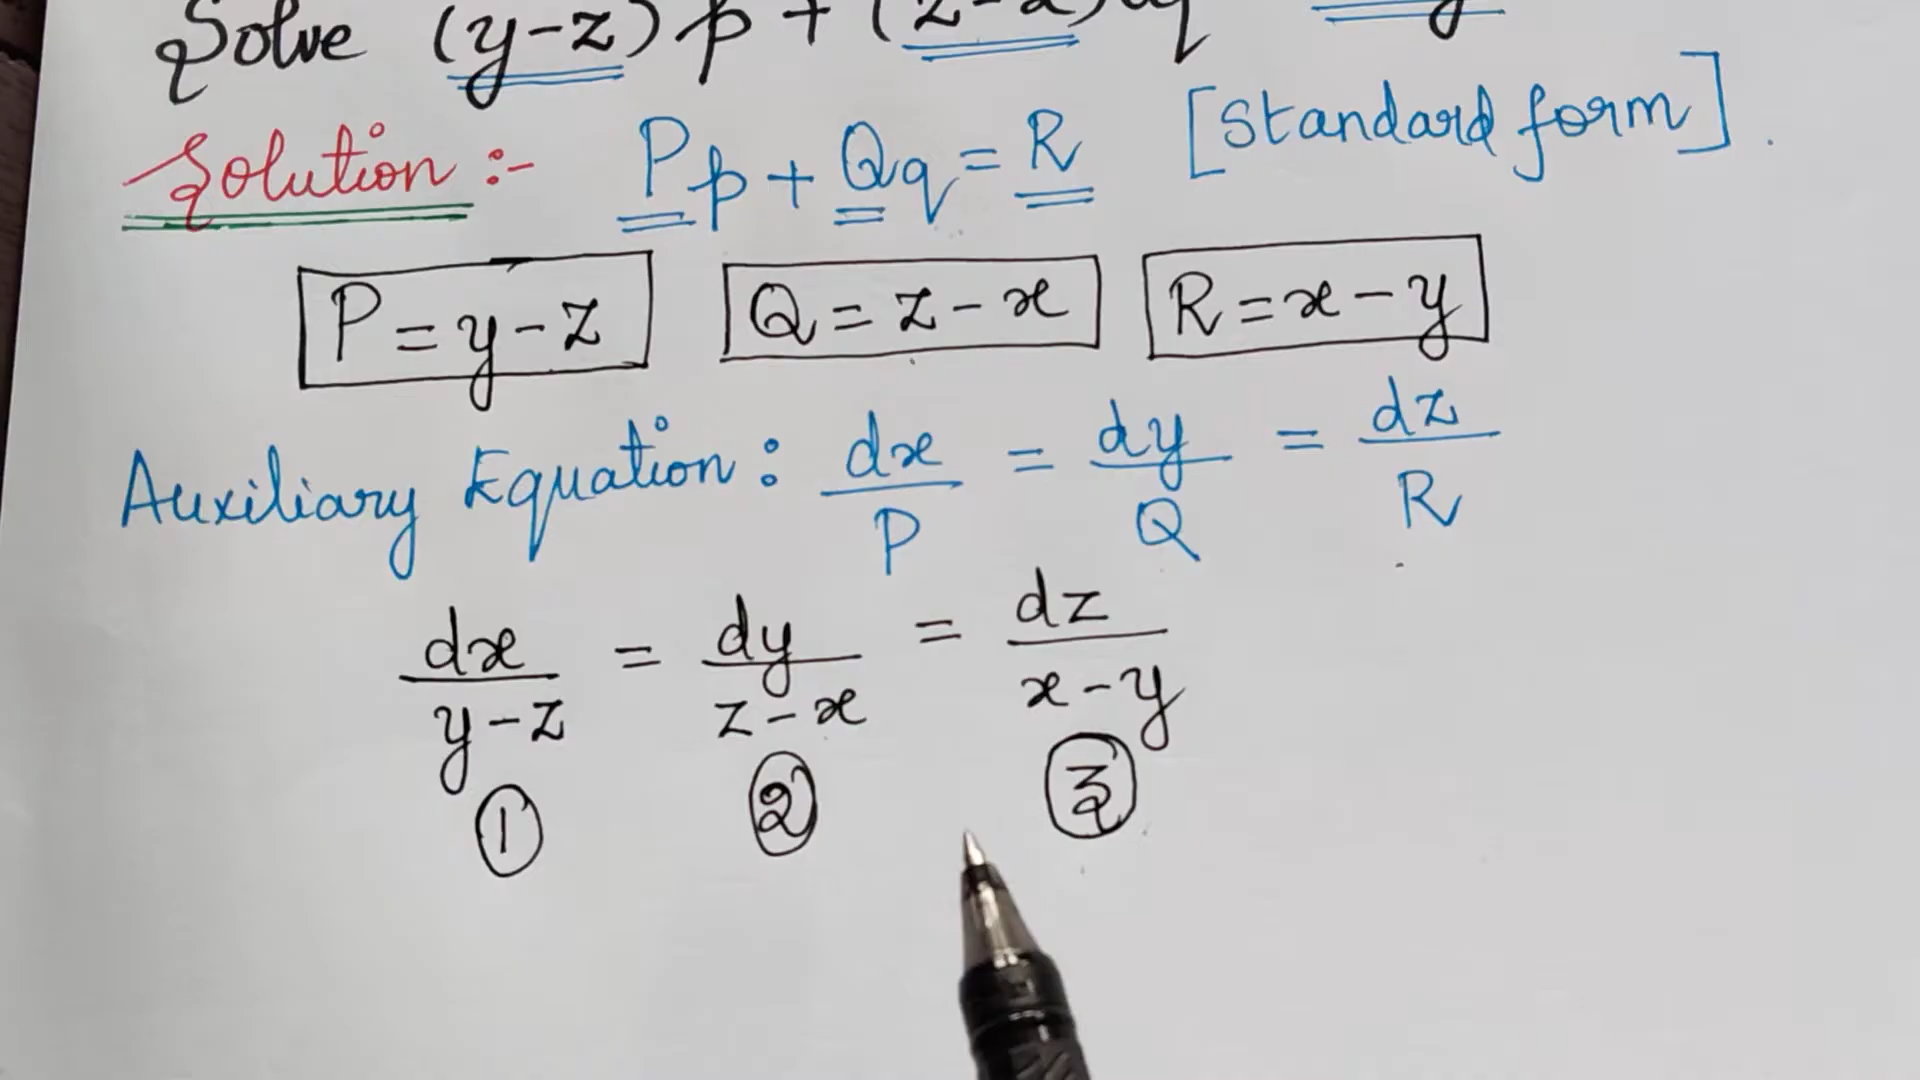 Solve (y-z) p + (z-x) q y
Solution :- Pp + Qq = R [Standard form].
P = y - z Q = z - x R = x - y
Auxiliary Equation : dx/P = dy/Q = dz/R
dx/y-z = dy/z-x = dz/x-y
① ② ③